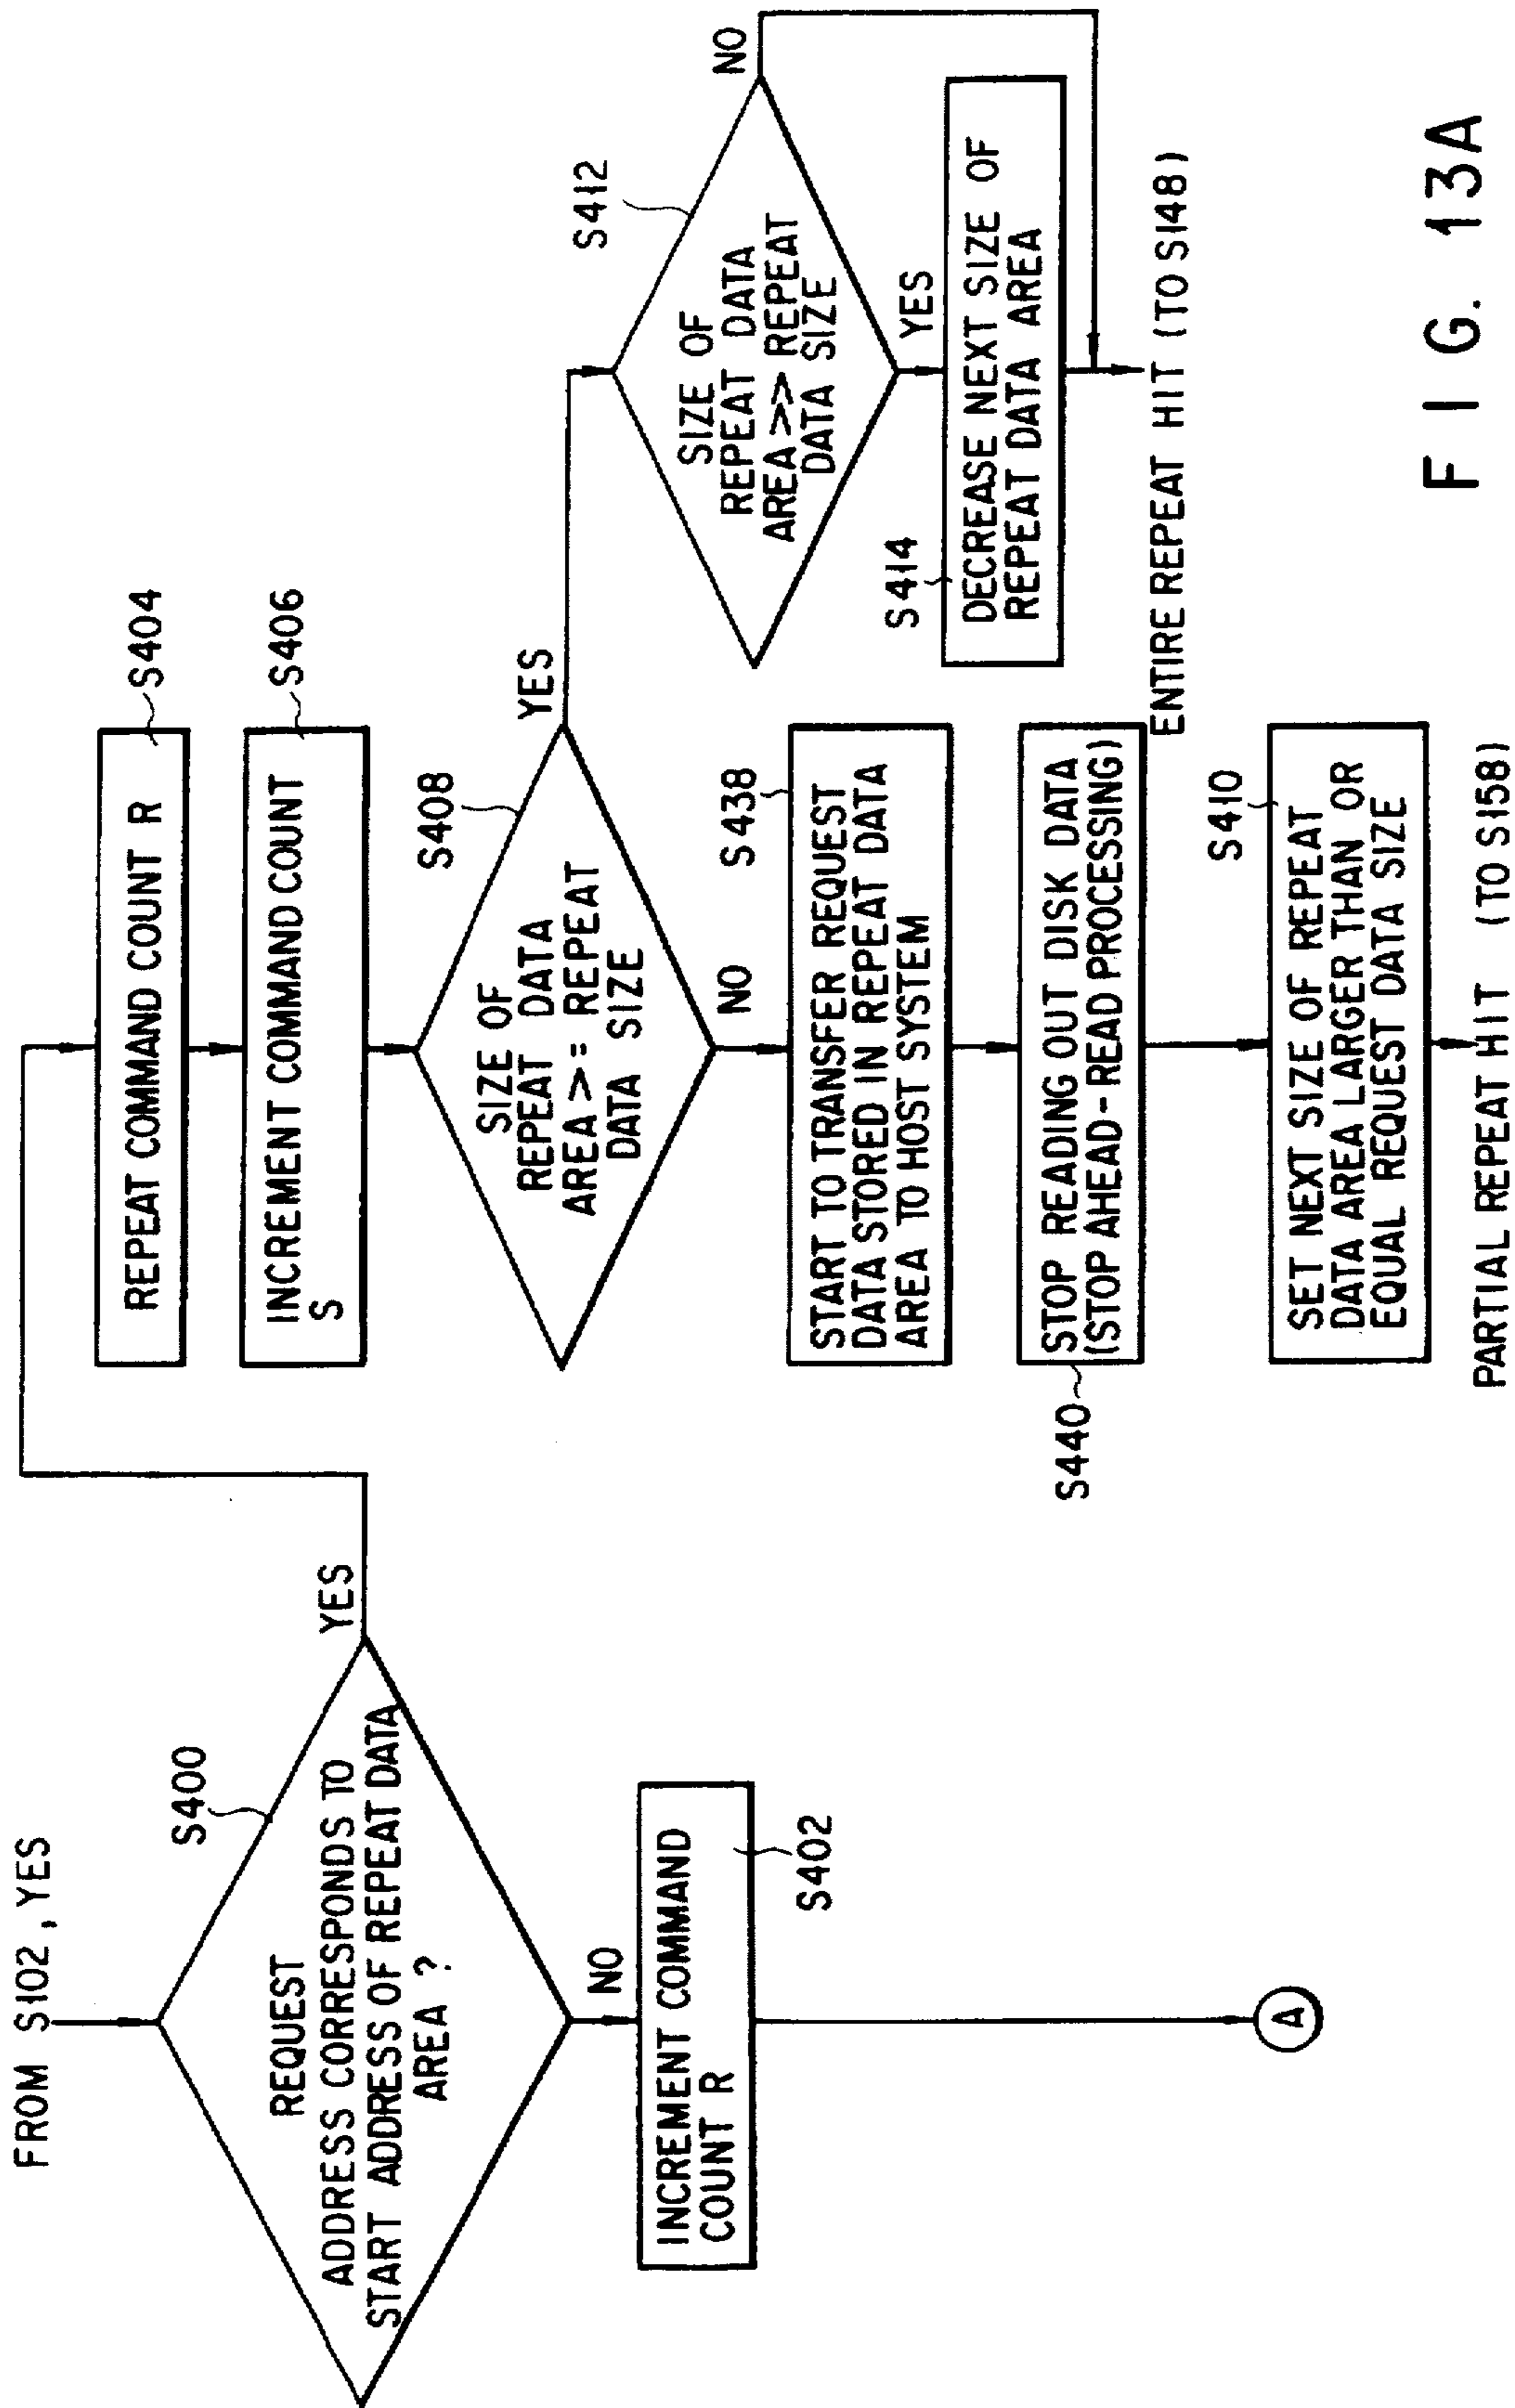 FROM S102, YES
S400
REQUEST
ADDRESS CORRESPONDS TO
START ADDRESS OF REPEAT DATA
AREA ?
YES
NO
INCREMENT COMMAND
COUNT R
S402
A
REPEAT COMMAND COUNT R
S404
INCREMENT COMMAND COUNT
S
S406
S408
SIZE OF
REPEAT DATA
AREA >= REPEAT
DATA SIZE
YES
NO
S438
START TO TRANSFER REQUEST
DATA STORED IN REPEAT DATA
AREA TO HOST SYSTEM
STOP READING OUT DISK DATA
(STOP AHEAD-READ PROCESSING)
S440
S410
SET NEXT SIZE OF REPEAT
DATA AREA LARGER THAN OR
EQUAL REQUEST DATA SIZE
PARTIAL REPEAT HIT (TO S158)
S412
SIZE OF
REPEAT DATA
AREA >> REPEAT
DATA SIZE
NO
YES
S414
DECREASE NEXT SIZE OF
REPEAT DATA AREA
ENTIRE REPEAT HIT (TO S148)
FIG. 13A